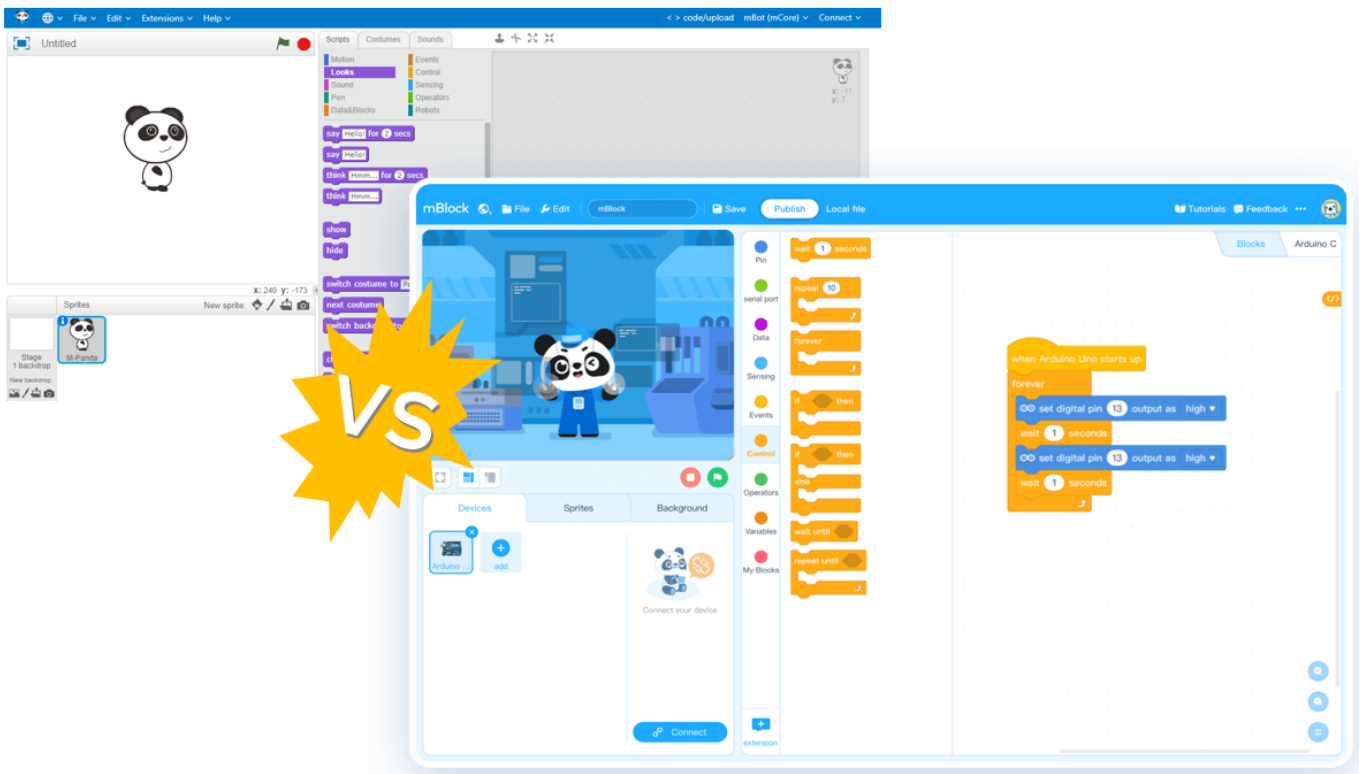 File Edit Extensions Help
< > code/upload mBot (mCore) Connect
Untitled
Scripts Costumes Sounds
Motion Events
Looks Control
Sound Sensing
Pen Operators
Data&Blocks Robots
x: -11
y: 7
say Hello! for 2 secs
say Hello!
think Hmm... for 2 secs
think Hmm...
show
hide
switch costume to
next costume
switch
x: 240 y: -173
Sprites New sprite:
Stage
1 backdrop
M-Panda
New backdrop:
VS
mBlock File Edit mBlock Save Publish Local file
Tutorials Feedback •••
Blocks Arduino C
</>
Pin
serial port
Data
Sensing
Events
Control
Operators
Variables
My Blocks
extension
wait 1 seconds
repeat 10
forever
if then
if then
else
wait until
repeat until
when Arduino Uno starts up
forever
set digital pin 13 output as high
wait 1 seconds
set digital pin 13 output as high
wait 1 seconds
Devices Sprites Background
Arduino ...
add
Connect your device
Connect